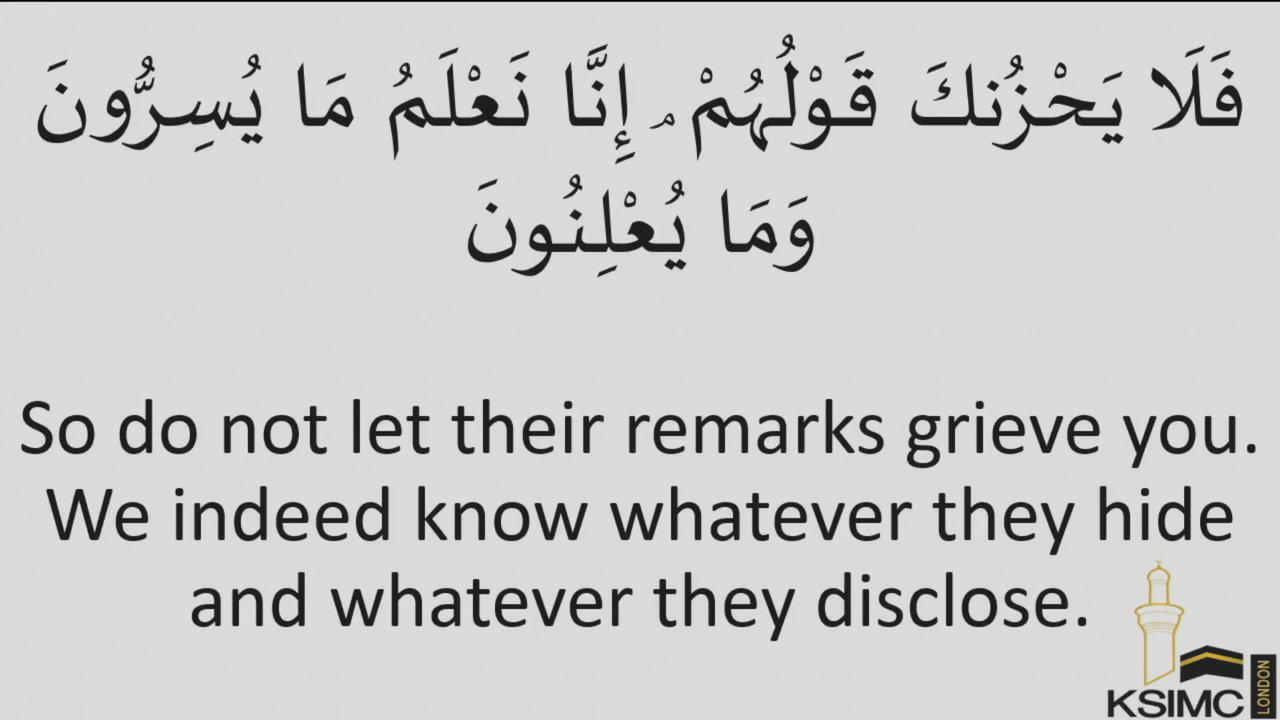 فَلَا يَحْزُنكَ قَوْلُهُمْ ۘ إِنَّا نَعْلَمُ مَا يُسِرُّونَ
وَمَا يُعْلِنُونَ
So do not let their remarks grieve you.
We indeed know whatever they hide
and whatever they disclose.
KSIMC LONDON